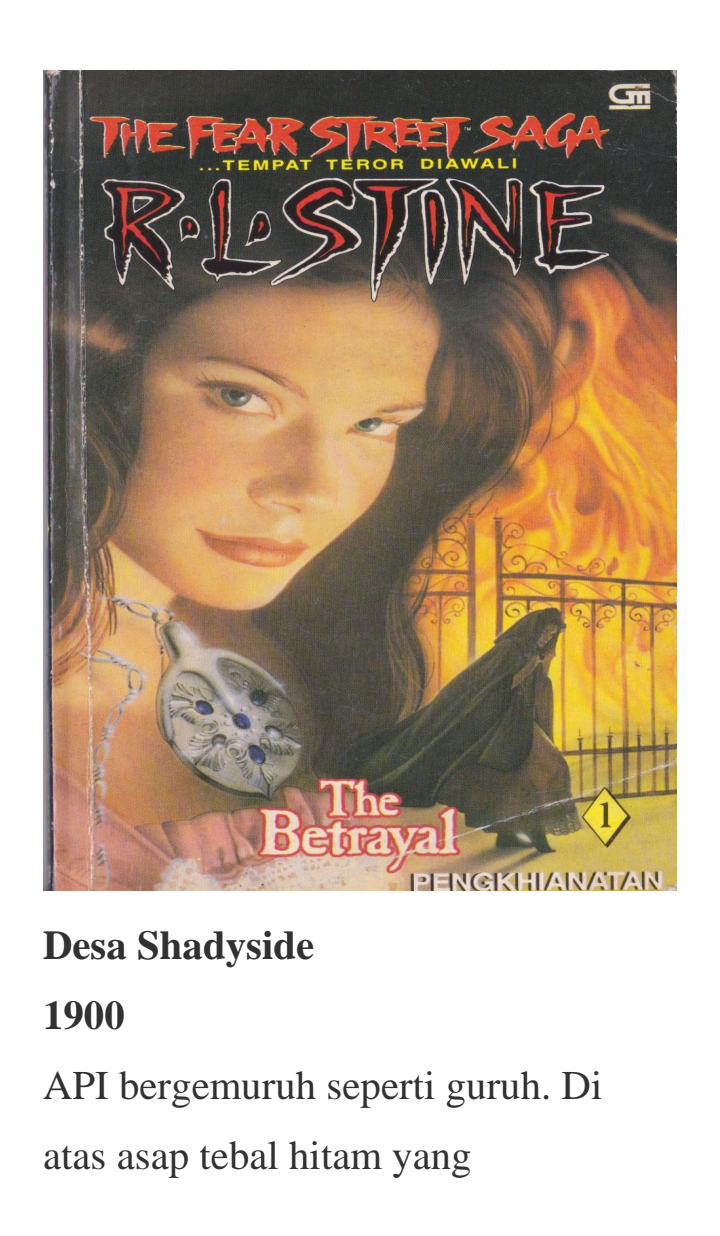 GM
THE FEAR STREET SAGA™
...TEMPAT TEROR DIAWALI
R•L•STINE
The
Betrayal
1
PENGKHIANATAN
Desa Shadyside
1900
API bergemuruh seperti guruh. Di
atas asap tebal hitam yang